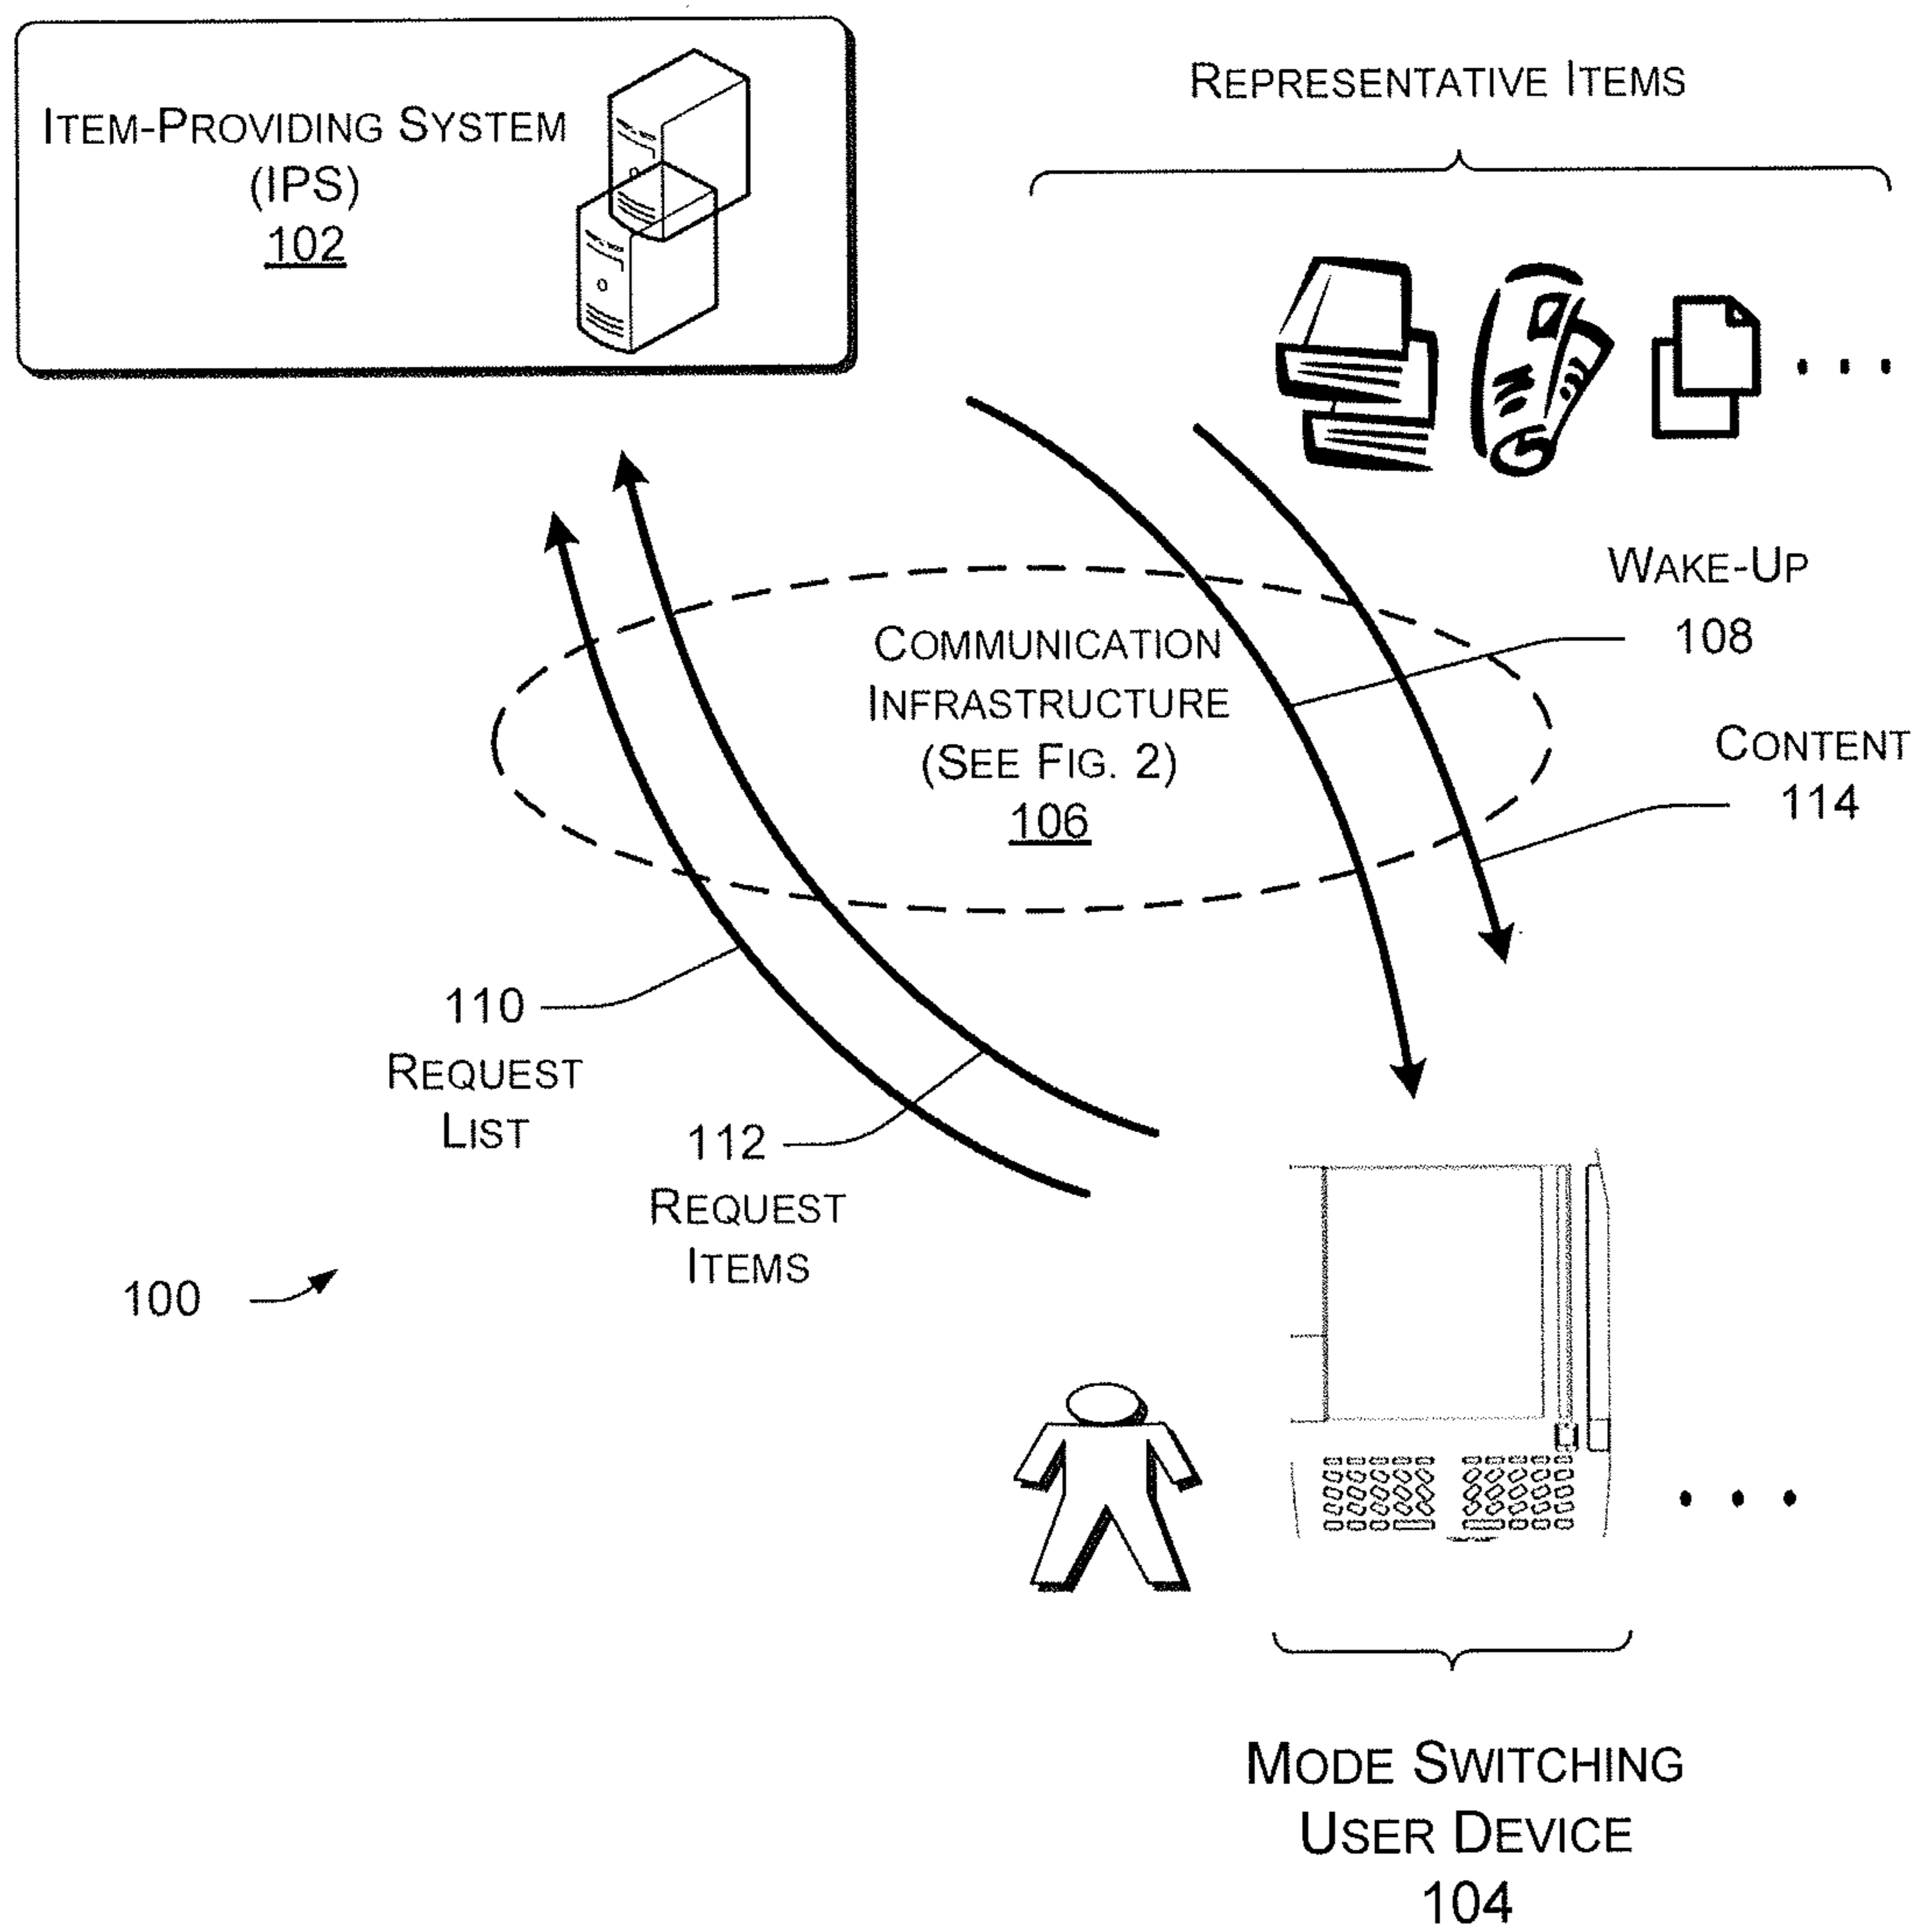 ITEM-PROVIDING SYSTEM
(IPS)
102
REPRESENTATIVE ITEMS
WAKE-UP
108
COMMUNICATION
INFRASTRUCTURE
(SEE FIG. 2)
106
CONTENT
114
110
REQUEST
LIST
112
REQUEST
ITEMS
100
MODE SWITCHING
USER DEVICE
104